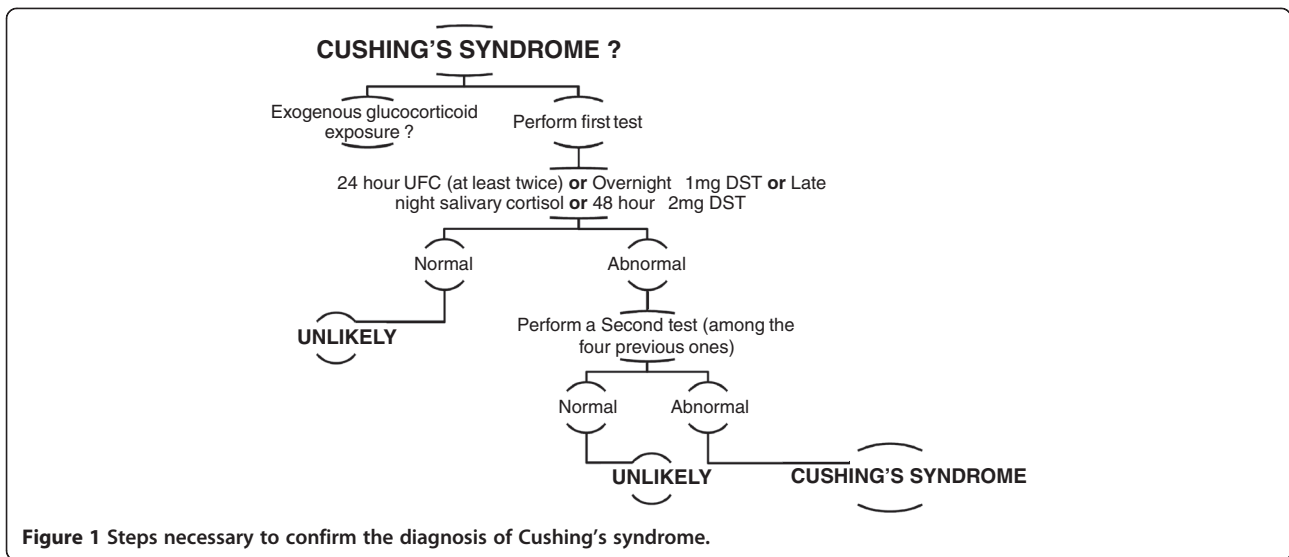 CUSHING'S SYNDROME ?
Exogenous glucocorticoid
exposure ?
Perform first test
24 hour UFC (at least twice) or Overnight 1mg DST or Late
night salivary cortisol or 48 hour 2mg DST
Normal
Abnormal
UNLIKELY
Perform a Second test (among the
four previous ones)
Normal
Abnormal
UNLIKELY
CUSHING'S SYNDROME
Figure 1 Steps necessary to confirm the diagnosis of Cushing's syndrome.